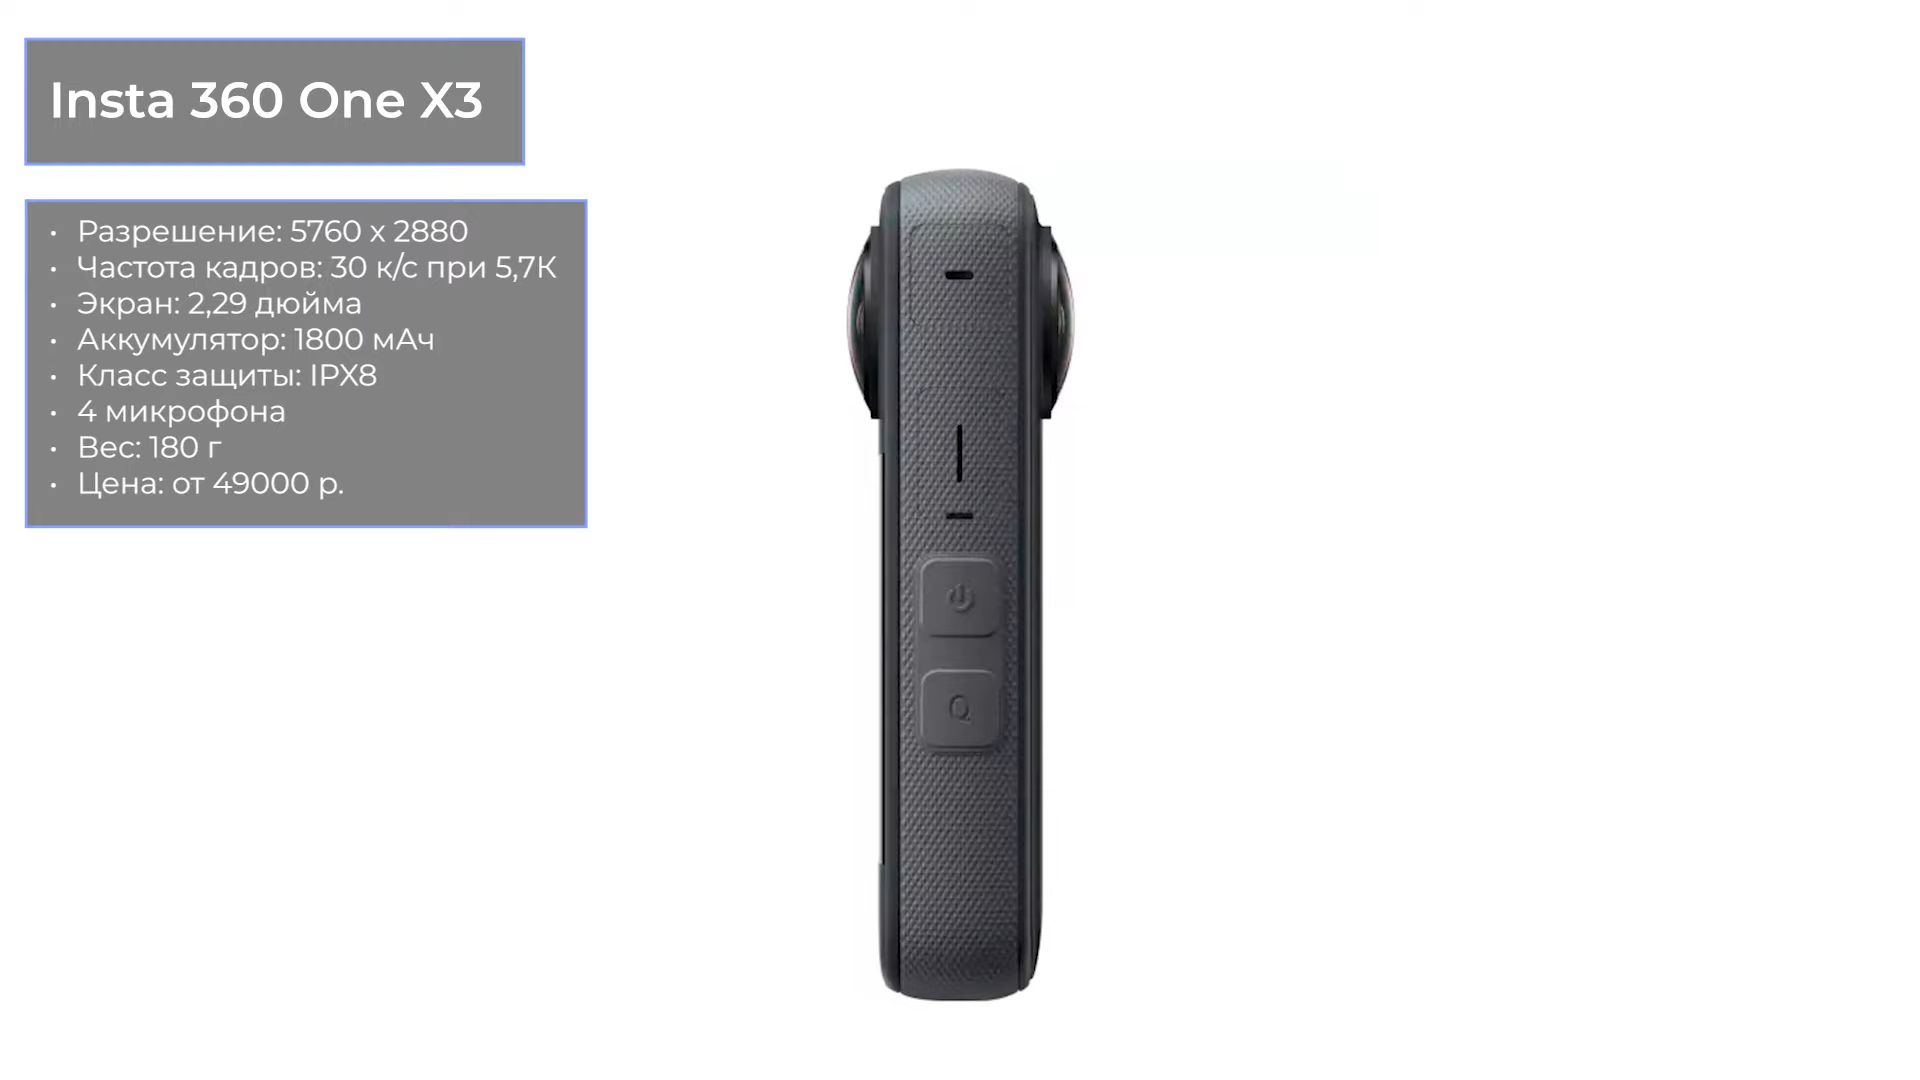 Insta 360 One X3
• Разрешение: 5760 x 2880
• Частота кадров: 30 к/с при 5,7К
• Экран: 2,29 дюйма
• Аккумулятор: 1800 мАч
• Класс защиты: IPX8
• 4 микрофона
• Вес: 180 г
• Цена: от 49000 р.
Q